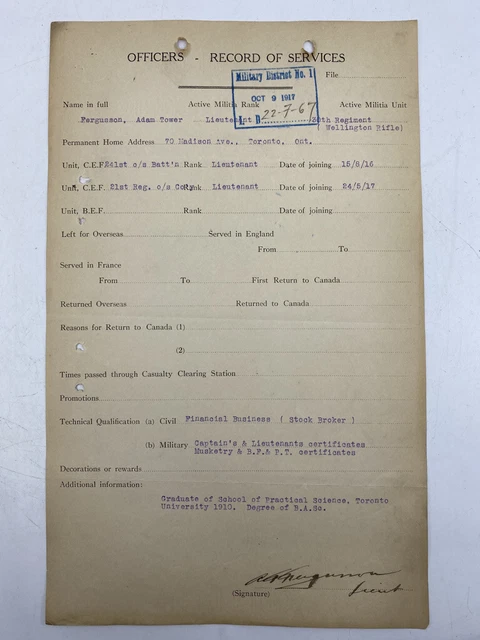 OFFICERS - RECORD OF SERVICES
Military District No. 1
File
OCT 9 1917
Name in full Active Militia Rank Active Militia Unit
I. D. 22-7-67
Fergusson, Adam Tower Lieutenant 30th Regiment
Wellington Rifle)
Permanent Home Address 70 Madison Ave., Toronto, Ont.
Unit, C.E.F. 241st o/s Batt'n Rank Lieutenant Date of joining 15/8/16
Unit, C.E.F. 21st Reg. o/s Coy Rank Lieutenant Date of joining 24/5/17
Unit, B.E.F. Rank Date of joining
Left for Overseas Served in England
From To
Served in France
From To First Return to Canada
Returned Overseas Returned to Canada
Reasons for Return to Canada (1)
(2)
Times passed through Casualty Clearing Station
Promotions
Technical Qualification (a) Civil Financial Business ( Stock Broker )
(b) Military Captain's & Lieutenants certificates
Musketry & B.F.& P.T. certificates
Decorations or rewards
Additional information:
Graduate of School of Practical Science, Toronto
University 1910. Degree of B.A.Sc.
A T Fergusson
Lieut
(Signature)